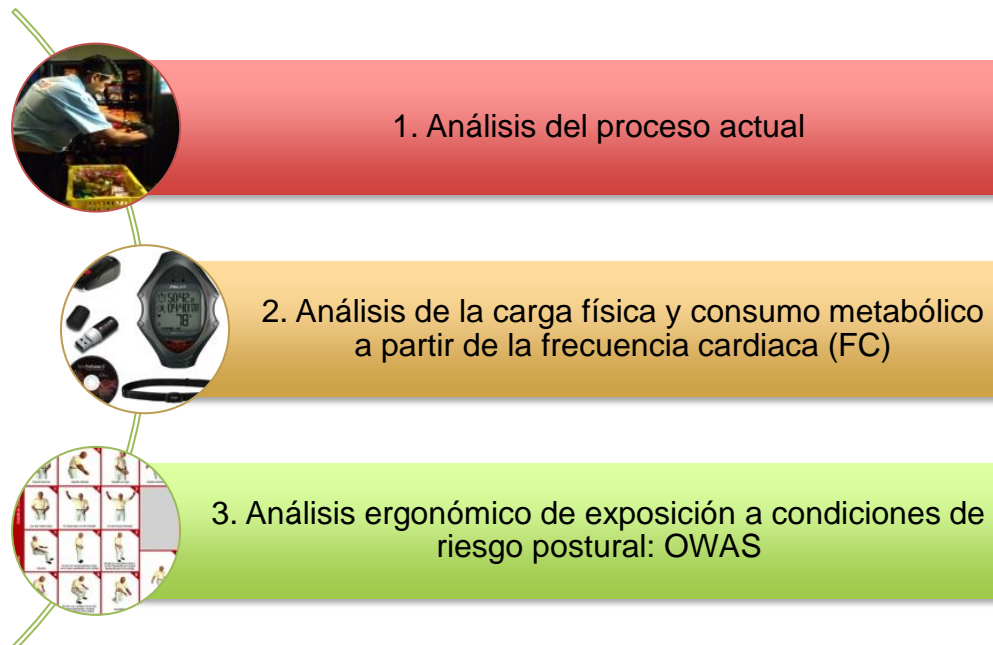 1. Análisis del proceso actual
2. Análisis de la carga física y consumo metabólico
a partir de la frecuencia cardiaca (FC)
3. Análisis ergonómico de exposición a condiciones de
riesgo postural: OWAS